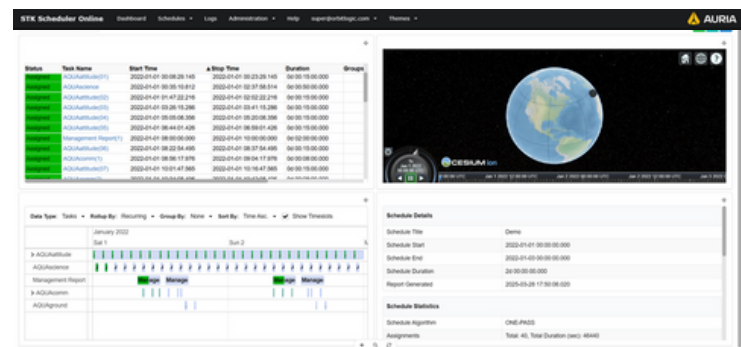 STK Scheduler Online Dashboard Schedules Logs Administration Help super@orbitlogic.com Themes AURIA
Status Task Name Start Time Stop Time Duration Groups
Assigned AQUAattitude(01) 2022-01-01 00:08:29.145 2022-01-01 00:23:29.145 0d 00:15:00.000
Assigned AQUAscience 2022-01-01 00:35:10.612 0d 00:50:00.000
Assigned AQUAattitude(02) 2022-01-01 01:47:22.216 2022-01-01 02:02:22.216 0d 00:15:00.000
Assigned AQUAattitude(03) 2022-01-01 03:26:15.286 2022-01-01 03:41:15.286 0d 00:15:00.000
Assigned AQUAattitude(04) 2022-01-01 05:05:08.356 2022-01-01 05:20:08.356 0d 00:15:00.000
Assigned AQUAattitude(05) 2022-01-01 06:44:01.426 2022-01-01 06:59:01.426 0d 00:15:00.000
Assigned Management Report(1) 2022-01-01 08:00:00.000 2022-01-01 10:00:00.000 0d 02:00:00.000
Assigned AQUAattitude(06) 2022-01-01 08:22:54.495 2022-01-01 08:37:54.495 0d 00:15:00.000
Assigned AQUAcomm(1) 2022-01-01 08:56:17.976 2022-01-01 09:04:17.976 0d 00:08:00.000
Assigned AQUAattitude(07) 2022-01-01 10:01:47.565 2022-01-01 10:16:47.565 0d 00:15:00.000
CESIUM ion
Data Type: Tasks Rollup By: Recurring Group By: None Sort By: Time Asc. Show Timeslots
January 2022
Sat 1 Sun 2
AQUAattitude
AQUAscience
Management Report Manage Manage Manage Manage
AQUAcomm
AQUAground
Schedule Details
Schedule Title Demo
Schedule Start 2022-01-01 00:00:00.000
Schedule End 2022-01-03 00:00:00.000
Schedule Duration 2d 00:00:00.000
Report Generated 2025-03-28 17:50:06.020
Schedule Statistics
Schedule Algorithm ONE-PASS
Assignments Total: 40, Total Duration (sec): 46440